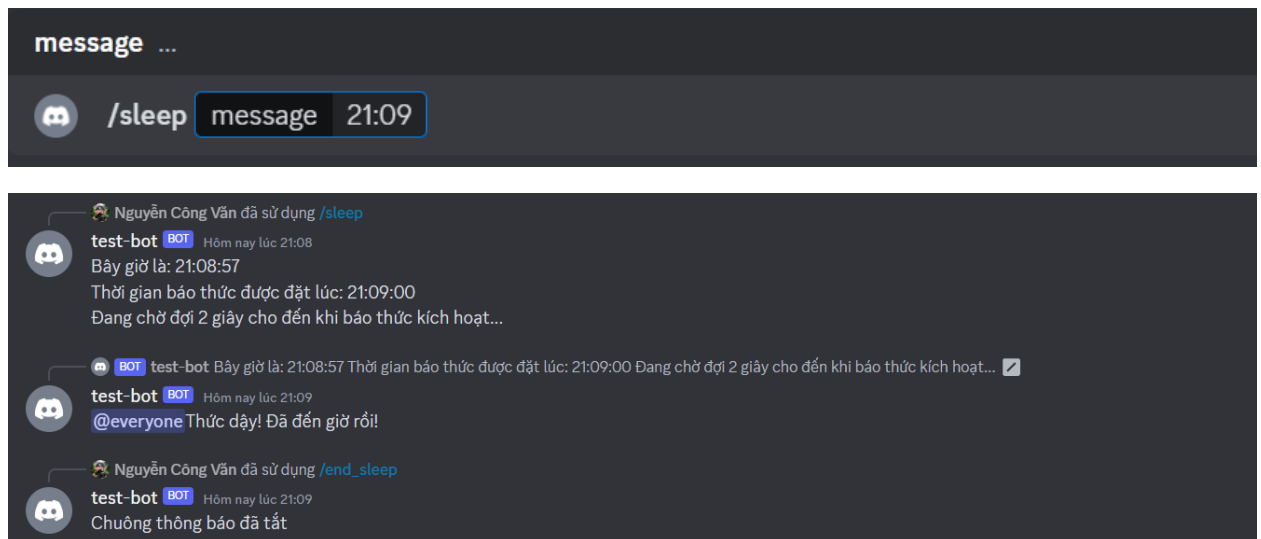 message ...
/sleep message 21:09
Nguyễn Công Văn đã sử dụng /sleep
test-bot BOT Hôm nay lúc 21:08
Bây giờ là: 21:08:57
Thời gian báo thức được đặt lúc: 21:09:00
Đang chờ đợi 2 giây cho đến khi báo thức kích hoạt...
BOT test-bot Bây giờ là: 21:08:57 Thời gian báo thức được đặt lúc: 21:09:00 Đang chờ đợi 2 giây cho đến khi báo thức kích hoạt...
test-bot BOT Hôm nay lúc 21:09
@everyone Thức dậy! Đã đến giờ rồi!
Nguyễn Công Văn đã sử dụng /end_sleep
test-bot BOT Hôm nay lúc 21:09
Chuông thông báo đã tắt